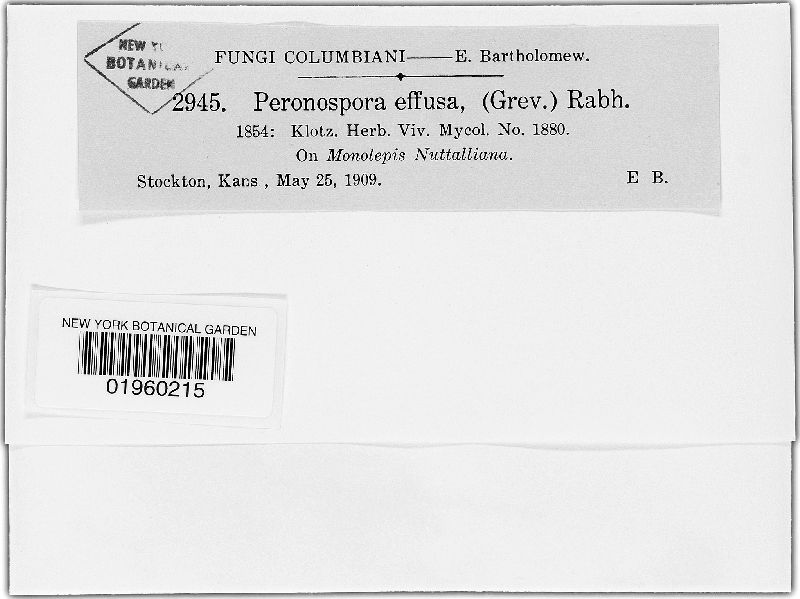 NEW
BOTANICAL
GARDEN
FUNGI COLUMBIANI—E. Bartholomew.
2945. Peronospora effusa, (Grev.) Rabh.
1854: Klotz. Herb. Viv. Mycol. No. 1880.
On Monolepis Nuttalliana.
Stockton, Kans , May 25, 1909. E B.
NEW YORK BOTANICAL GARDEN
01960215